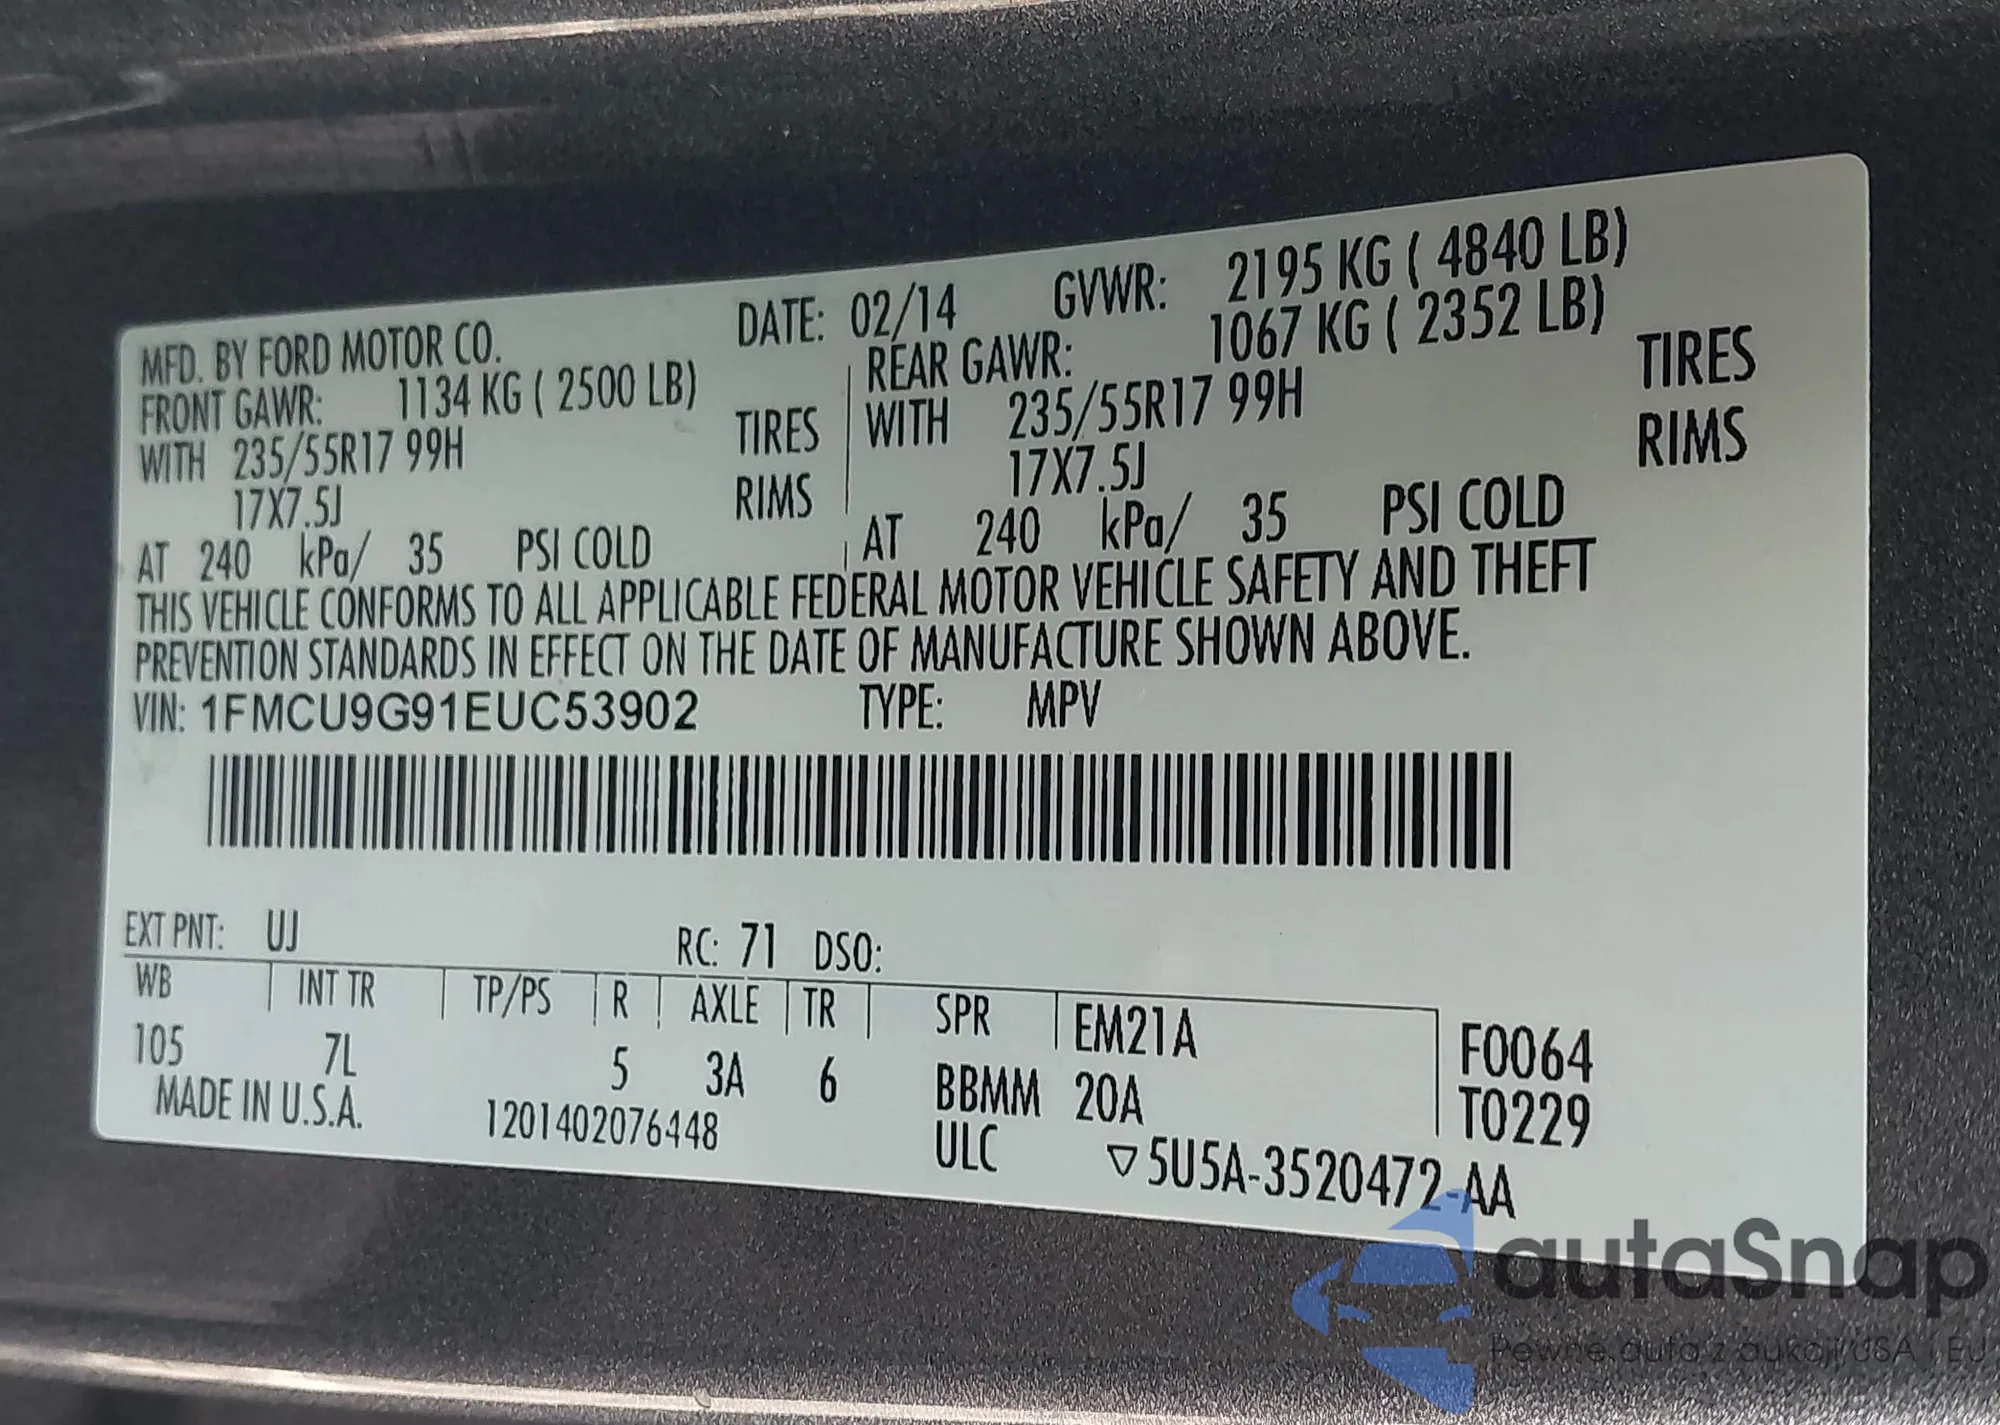 MFD. BY FORD MOTOR CO. DATE: 02/14 GVWR: 2195 KG ( 4840 LB)
FRONT GAWR: 1134 KG ( 2500 LB) REAR GAWR: 1067 KG ( 2352 LB)
WITH 235/55R17 99H TIRES WITH 235/55R17 99H TIRES
17X7.5J RIMS 17X7.5J RIMS
AT 240 kPa/ 35 PSI COLD AT 240 kPa/ 35 PSI COLD
THIS VEHICLE CONFORMS TO ALL APPLICABLE FEDERAL MOTOR VEHICLE SAFETY AND THEFT
PREVENTION STANDARDS IN EFFECT ON THE DATE OF MANUFACTURE SHOWN ABOVE.
VIN: 1FMCU9G91EUC53902 TYPE: MPV
EXT PNT: UJ RC: 71 DSO:
WB INT TR TP/PS R AXLE TR SPR EM21A F0064
105 7L 5 3A 6 BBMM 20A T0229
MADE IN U.S.A. 1201402076448 ULC ▽5U5A-3520472-AA
autaSnap
Pewne auta z aukcji USA i EU